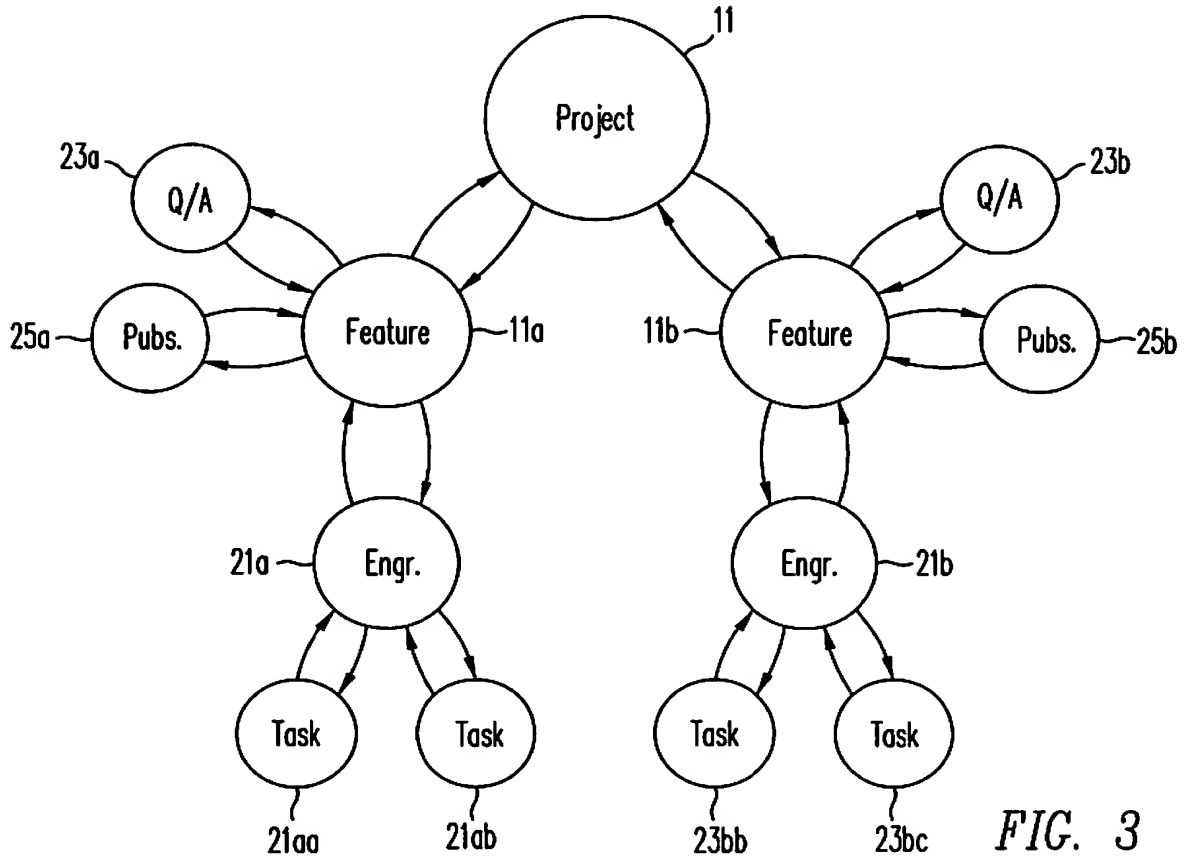 11
Project
23a
Q/A
23b
Q/A
25a
Pubs.
Feature
11a
11b
Feature
Pubs.
25b
21a
Engr.
Engr.
21b
Task
Task
Task
Task
21aa
21ab
23bb
23bc
FIG. 3